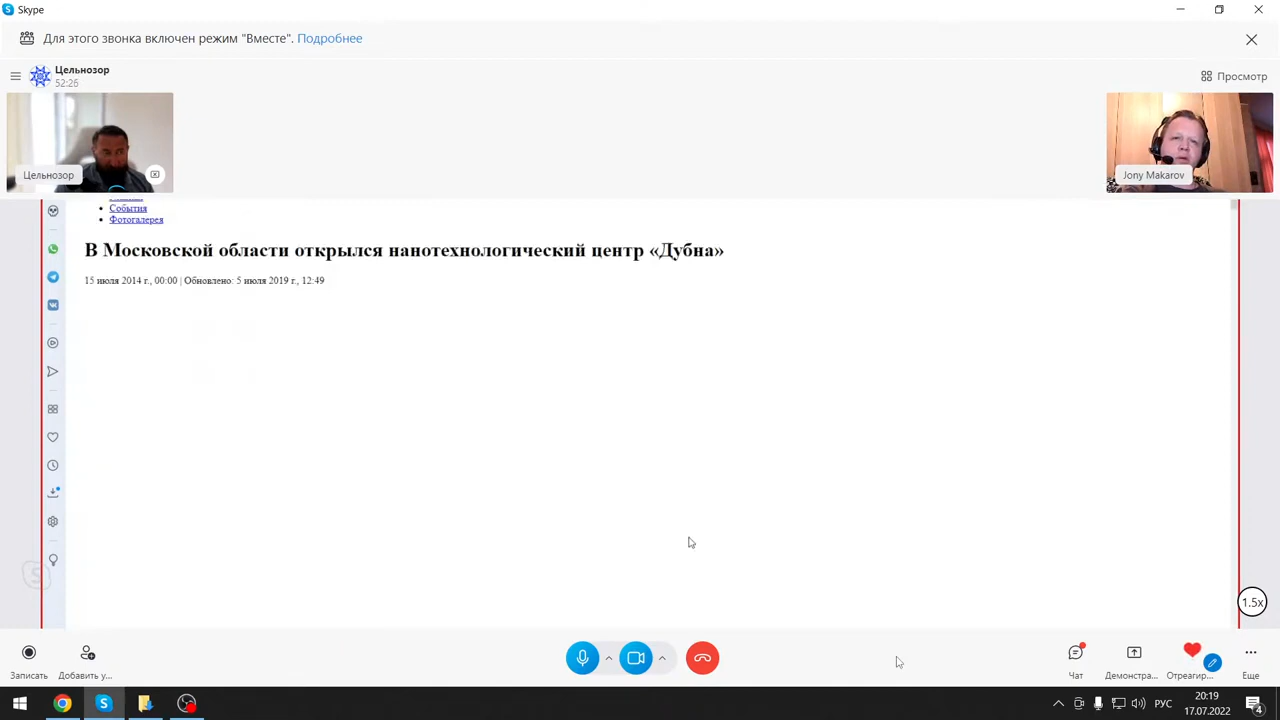 Skype
Для этого звонка включен режим "Вместе". Подробнее
Цельнозор
52:26
Просмотр
Цельнозор
Jony Makarov
События
Фотогалерея
В Московской области открылся нанотехнологический центр «Дубна»
15 июля 2014 г., 00:00 | Обновлено: 5 июля 2019 г., 12:49
1.5x
Записать
Добавить у...
Чат
Демонстра...
Отреагир...
Еще
РУС
20:19
17.07.2022
4